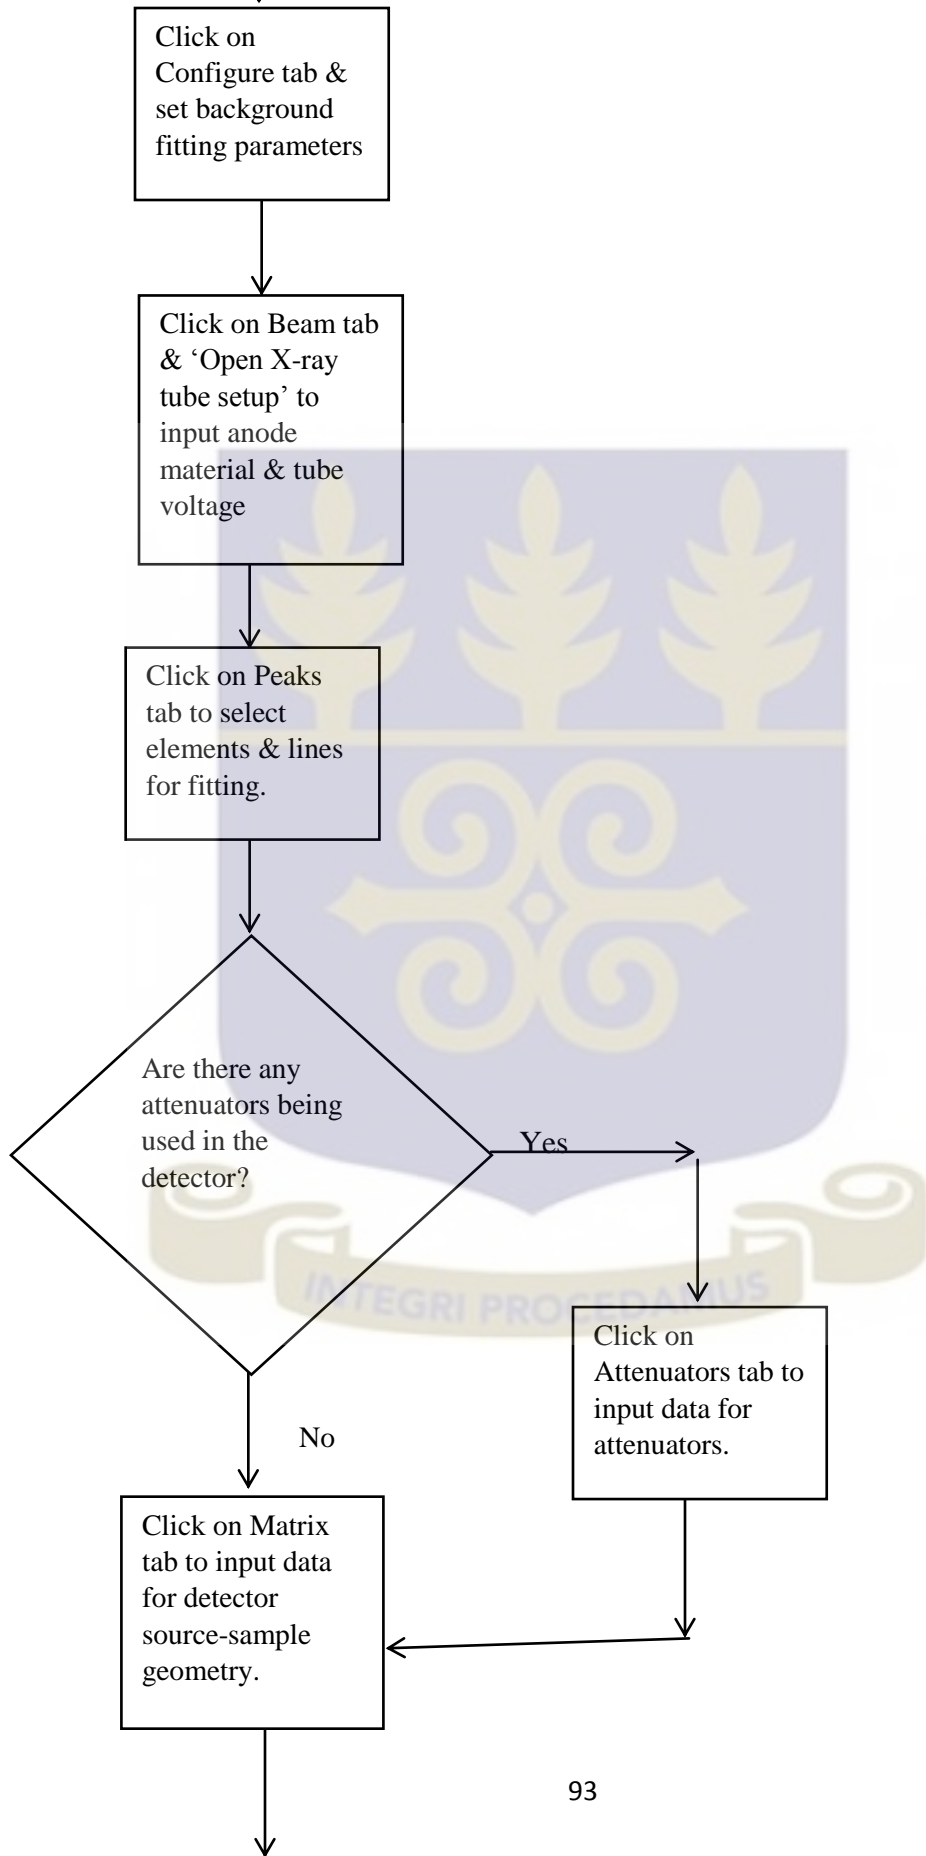 Click on
Configure tab &
set background
fitting parameters
Click on Beam tab
& ‘Open X-ray
tube setup’ to
input anode
material & tube
voltage
Click on Peaks
tab to select
elements & lines
for fitting.
Are there any
attenuators being
used in the
detector?
Yes
INTEGRI PROCEDAMUS
Click on
Attenuators tab to
input data for
attenuators.
No
Click on Matrix
tab to input data
for detector
source-sample
geometry.
93